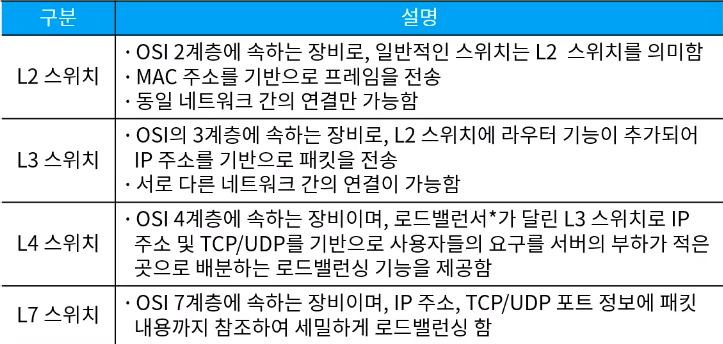 구분 설명
L2 스위치
· OSI 2계층에 속하는 장비로, 일반적인 스위치는 L2 스위치를 의미함
· MAC 주소를 기반으로 프레임을 전송
· 동일 네트워크 간의 연결만 가능함
L3 스위치
· OSI의 3계층에 속하는 장비로, L2 스위치에 라우터 기능이 추가되어
IP 주소를 기반으로 패킷을 전송
· 서로 다른 네트워크 간의 연결이 가능함
L4 스위치
· OSI 4계층에 속하는 장비이며, 로드밸런서*가 달린 L3 스위치로 IP
주소 및 TCP/UDP를 기반으로 사용자들의 요구를 서버의 부하가 적은
곳으로 배분하는 로드밸런싱 기능을 제공함
L7 스위치
· OSI 7계층에 속하는 장비이며, IP 주소, TCP/UDP 포트 정보에 패킷
내용까지 참조하여 세밀하게 로드밸런싱 함